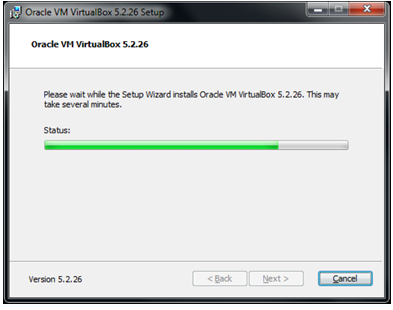 Oracle VM VirtualBox 5.2.26 Setup
Oracle VM VirtualBox 5.2.26
Please wait while the Setup Wizard installs Oracle VM VirtualBox 5.2.26. This may
take several minutes.
Status:
Version 5.2.26
< Back
Next >
Cancel